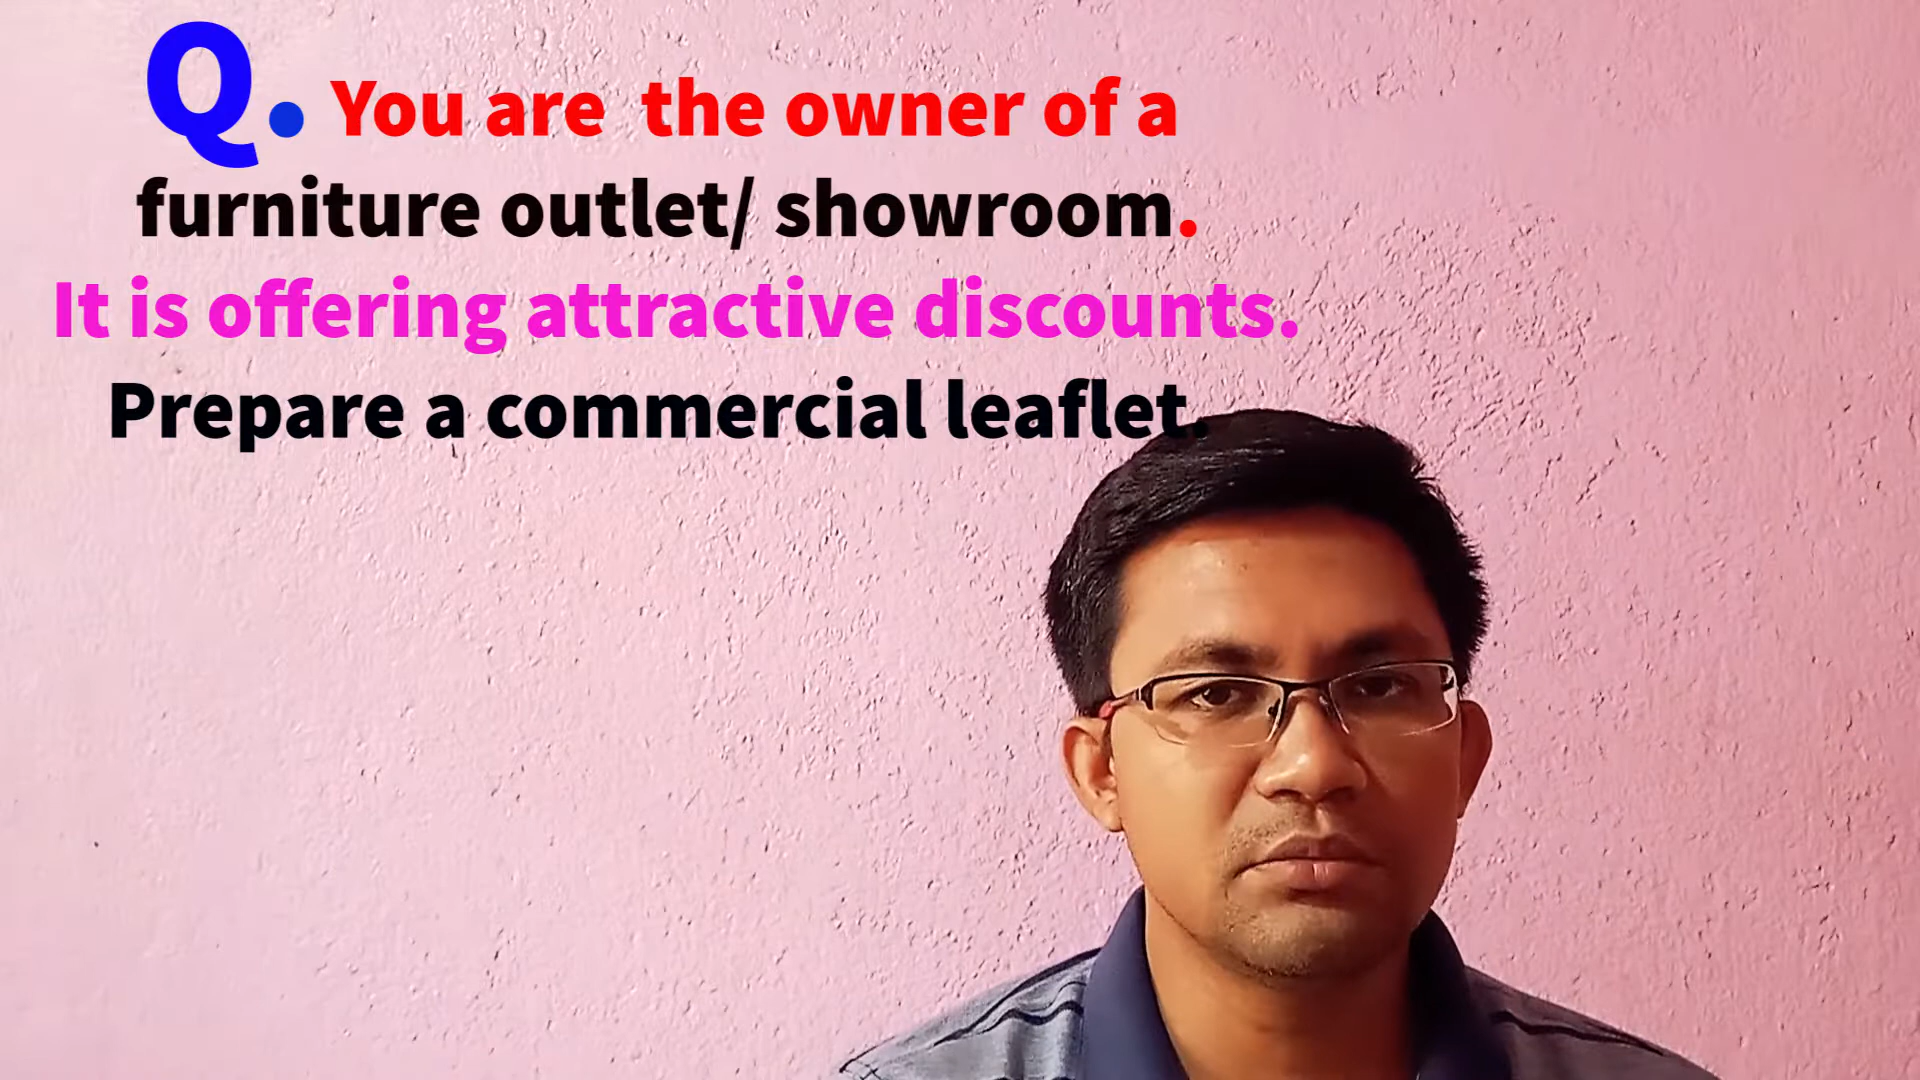 Q. You are the owner of a
furniture outlet/ showroom.
It is offering attractive discounts.
Prepare a commercial leaflet.